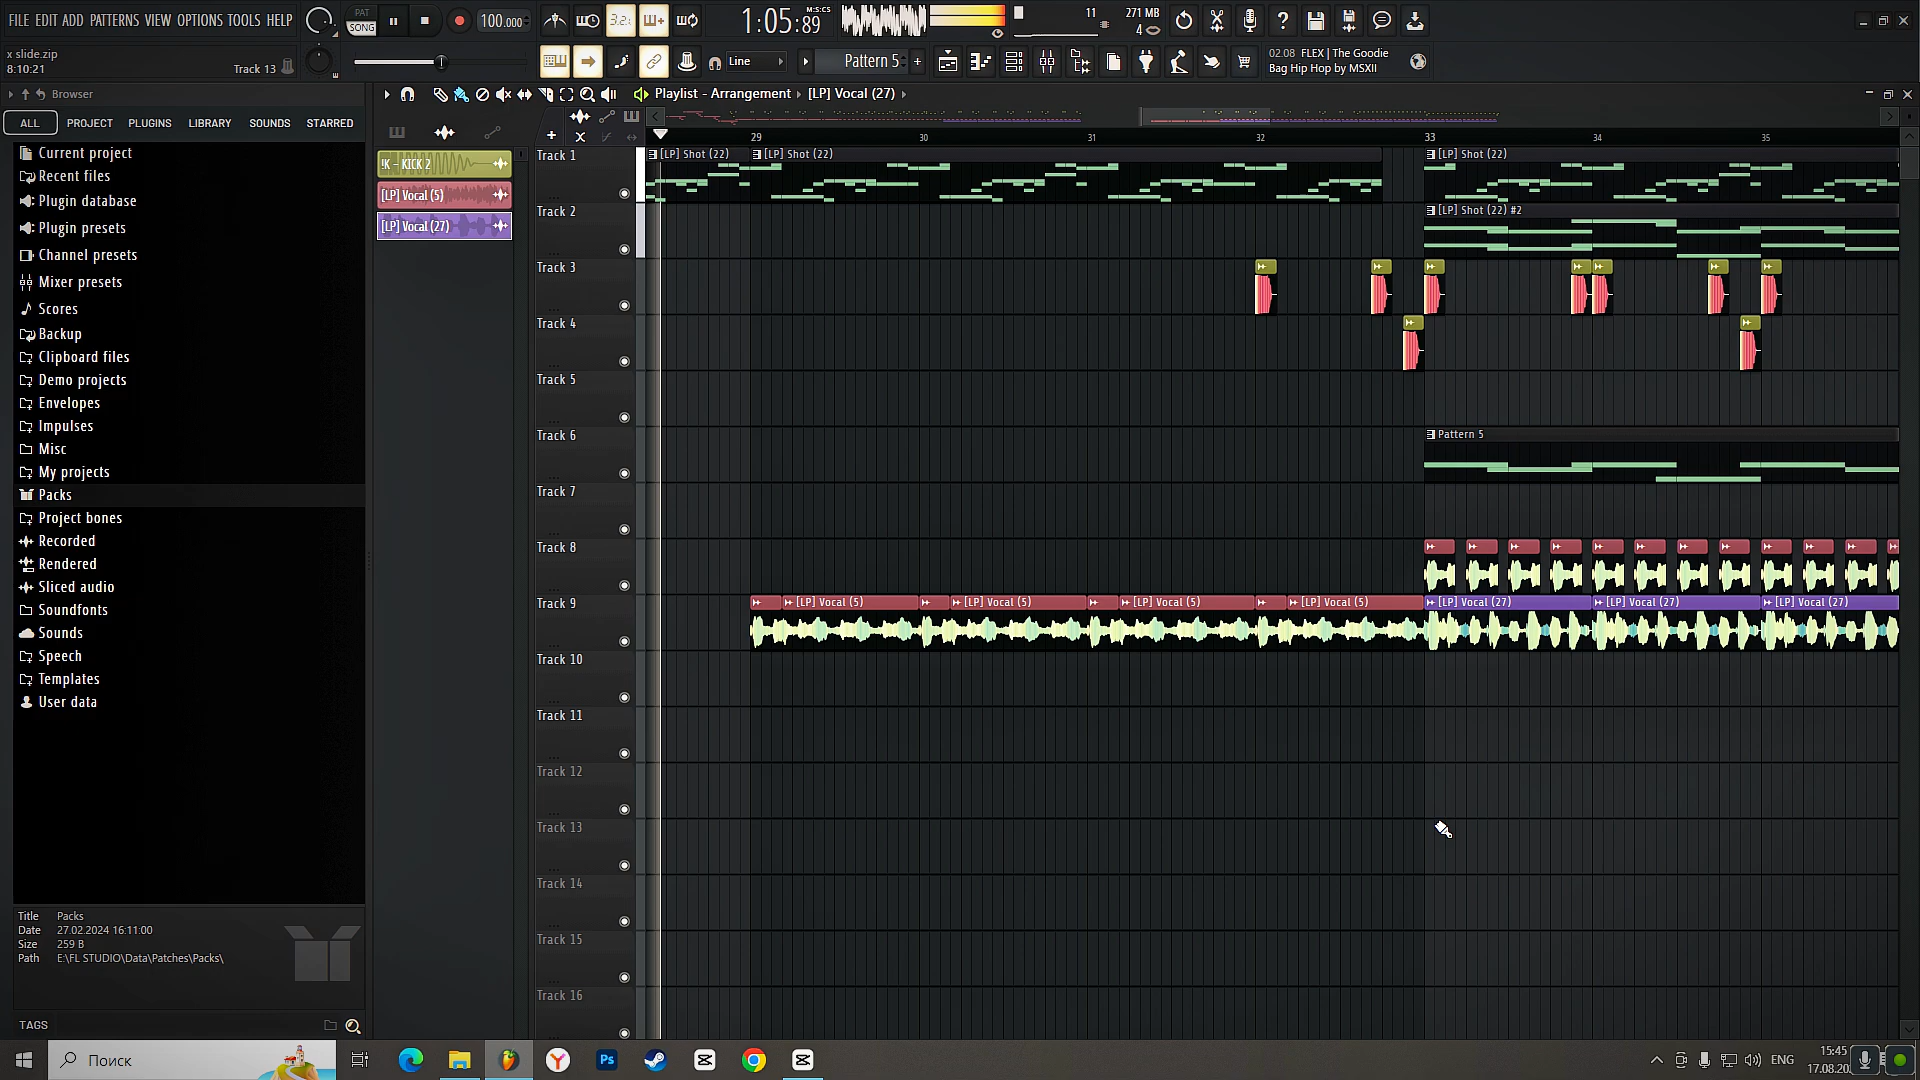 FILE EDIT ADD PATTERNS VIEW OPTIONS TOOLS HELP
PAT
SONG
100.000
3.2.
1:05:89
M:S:CS
11
271 MB
4
x slide.zip
8:10:21
Track 13
Line
Pattern 5
02.08 FLEX | The Goodie
Bag Hip Hop by MSXII
Browser
Playlist - Arrangement › [LP] Vocal (27) ›
ALL
PROJECT
PLUGINS
LIBRARY
SOUNDS
STARRED
Current project
Recent files
Plugin database
Plugin presets
Channel presets
Mixer presets
Scores
Backup
Clipboard files
Demo projects
Envelopes
Impulses
Misc
My projects
Packs
Project bones
Recorded
Rendered
Sliced audio
Soundfonts
Sounds
Speech
Templates
User data
Title Packs
Date 27.02.2024 16:11:00
Size 259 B
Path E:\FL STUDIO\Data\Patches\Packs\
TAGS
!K - KICK 2
[LP] Vocal (5)
[LP] Vocal (27)
29 30 31 32 33 34 35
Track 1
[LP] Shot (22)
[LP] Shot (22)
[LP] Shot (22)
Track 2
[LP] Shot (22) #2
Track 3
Track 4
Track 5
Track 6
Pattern 5
Track 7
Track 8
Track 9
[LP] Vocal (5)
[LP] Vocal (5)
[LP] Vocal (5)
[LP] Vocal (5)
[LP] Vocal (27)
[LP] Vocal (27)
[LP] Vocal (27)
Track 10
Track 11
Track 12
Track 13
Track 14
Track 15
Track 16
Поиск
Ps
ENG
15:45
17.08.20